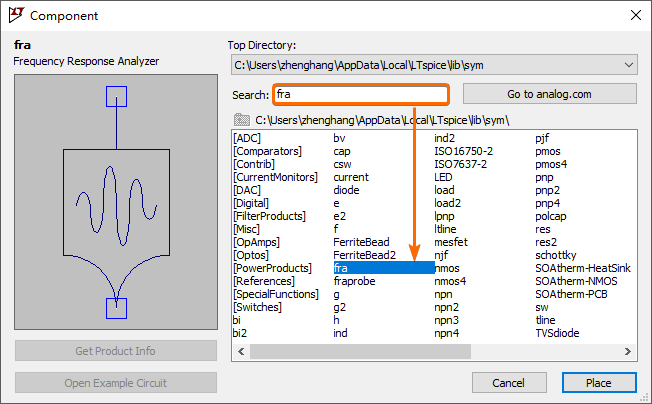 Component
fra
Frequency Response Analyzer
Get Product Info
Open Example Circuit
Top Directory:
C:\Users\zhenghang\AppData\Local\LTspice\lib\sym
Search:
fra
Go to analog.com
C:\Users\zhenghang\AppData\Local\LTspice\lib\sym\
[ADC] bv ind2 pjf
[Comparators] cap ISO16750-2 pmos
[Contrib] csw ISO7637-2 pmos4
[CurrentMonitors] current LED pnp
[DAC] diode load pnp2
[Digital] e load2 pnp4
[FilterProducts] e2 lpnp polcap
[Misc] f ltline res
[OpAmps] FerriteBead mesfet res2
[Optos] FerriteBead2 njf schottky
[PowerProducts] fra nmos SOAtherm-HeatSink
[References] fraprobe nmos4 SOAtherm-NMOS
[SpecialFunctions] g npn SOAtherm-PCB
[Switches] g2 npn2 sw
bi h npn3 tline
bi2 ind npn4 TVSdiode
Cancel
Place